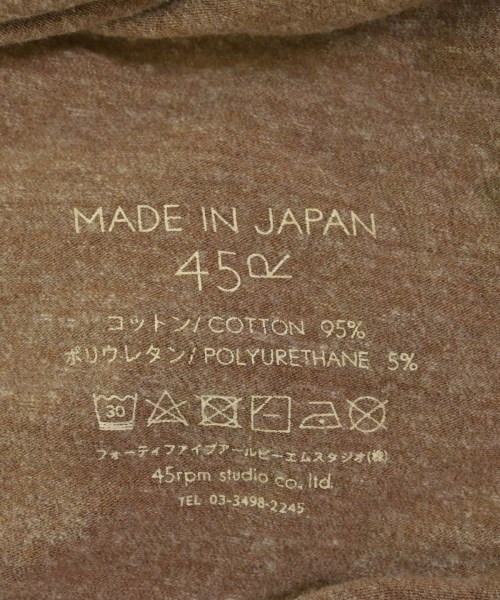 MADE IN JAPAN
45R
コットン/COTTON 95%
ポリウレタン/POLYURETHANE 5%
30
フォーティファイブアールピーエムスタジオ(株)
45rpm studio co., ltd.
TEL 03-3498-2245